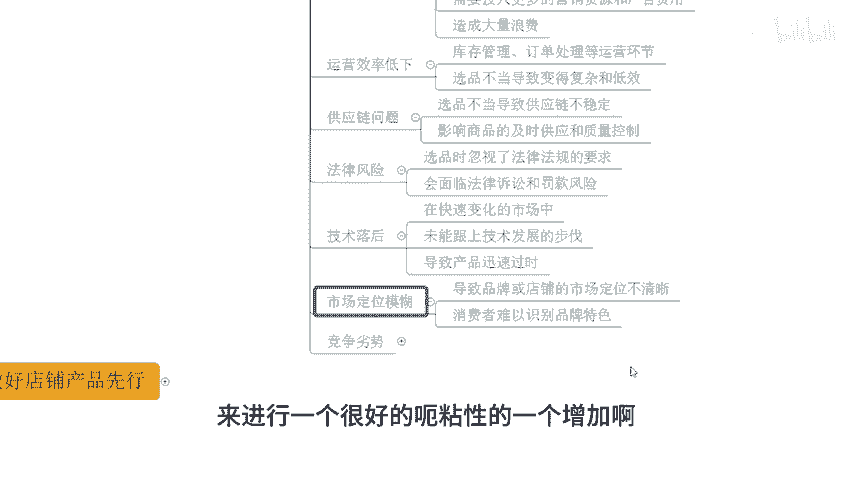 需要投入更多的营销资源和广告费用
造成大量浪费
运营效率低下
库存管理、订单处理等运营环节
选品不当导致变得复杂和低效
供应链问题
选品不当导致供应链不稳定
影响商品的及时供应和质量控制
法律风险
选品时忽视了法律法规的要求
会面临法律诉讼和罚款风险
技术落后
在快速变化的市场中
未能跟上技术发展的步伐
导致产品迅速过时
市场定位模糊
导致品牌或店铺的市场定位不清晰
消费者难以识别品牌特色
竞争劣势
好店铺产品先行
来进行一个很好的呃粘性的一个增加啊
bilibili